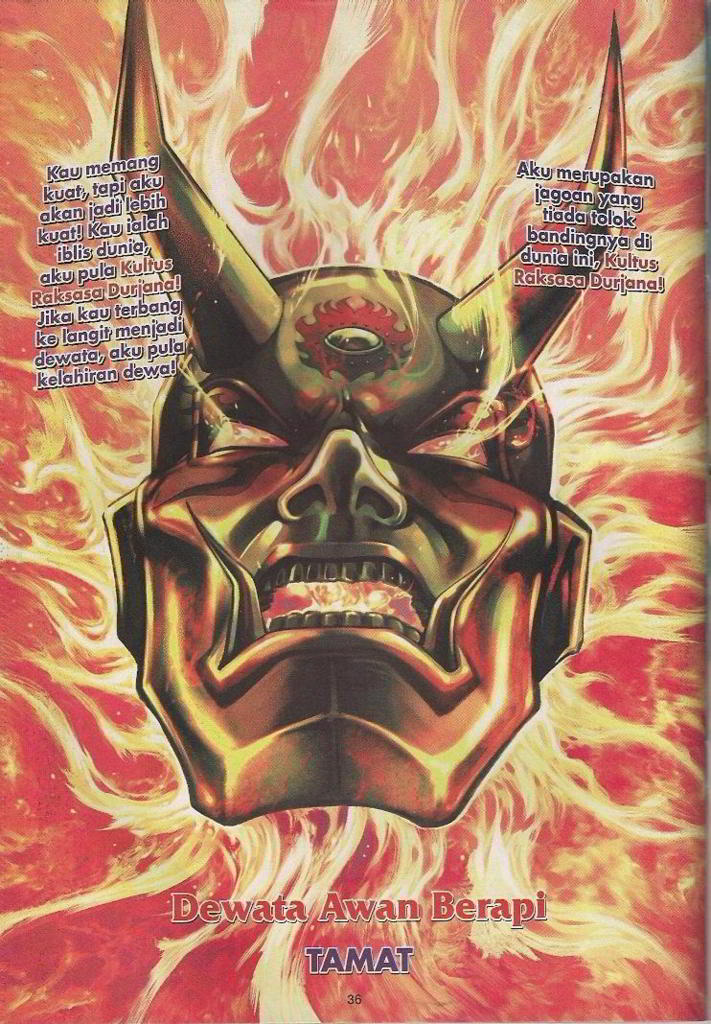 Kau memang
kuat, tapi aku
akan jadi lebih
kuat! Kau ialah
iblis dunia,
aku pula Kultus
Raksasa Durjana!
Jika kau terbang
ke langit menjadi
dewata, aku pula
kelahiran dewa!
Aku merupakan
jagoan yang
tiada tolok
bandingnya di
dunia ini, Kultus
Raksasa Durjana!
Dewata Awan Berapi
TAMAT
36